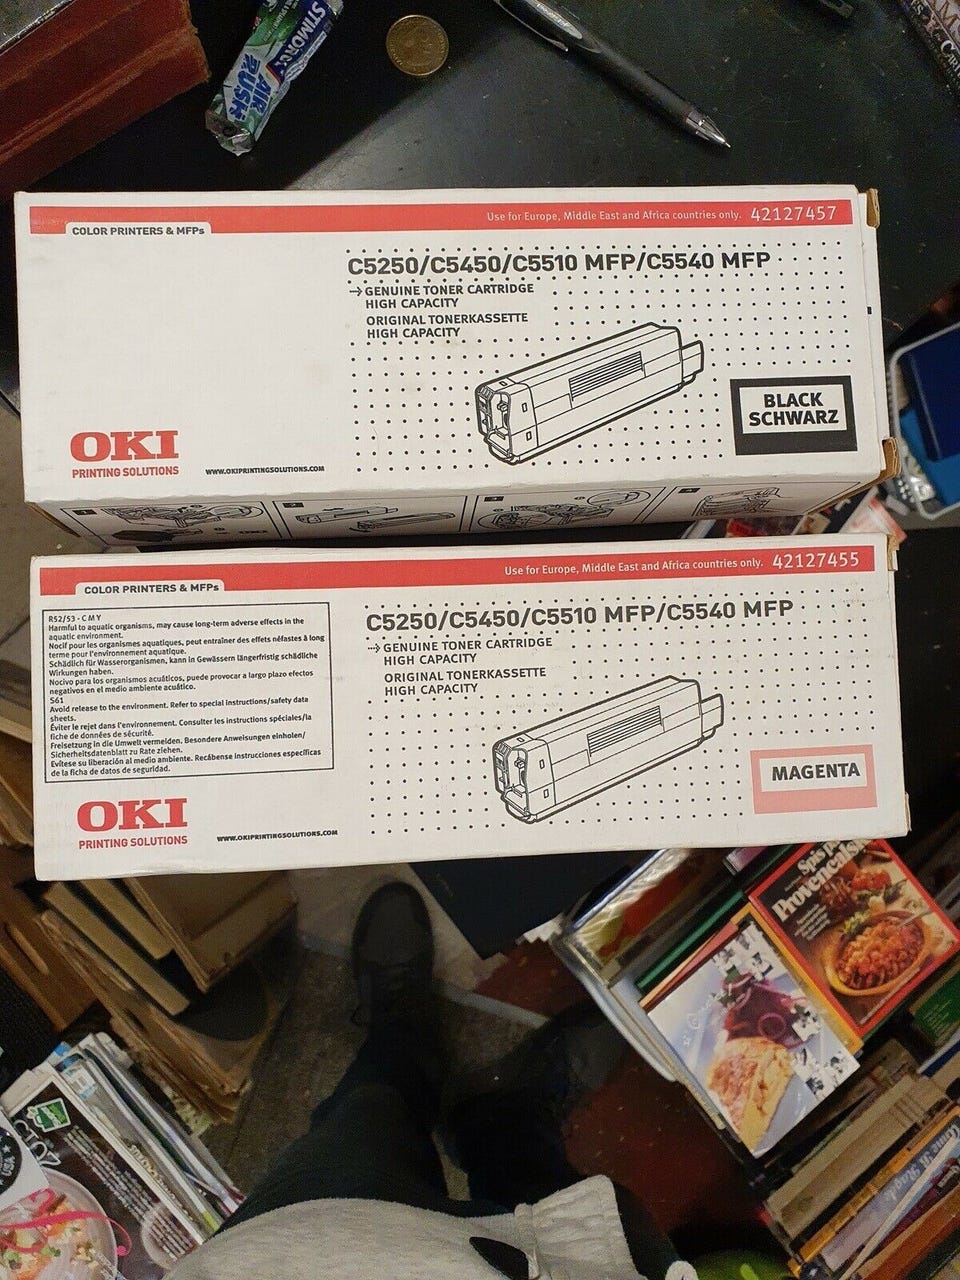 STIMOROL
AIR
RUSH
Use for Europe, Middle East and Africa countries only. 42127457
COLOR PRINTERS & MFPs
C5250/C5450/C5510 MFP/C5540 MFP
GENUINE TONER CARTRIDGE
HIGH CAPACITY
ORIGINAL TONERKASSETTE
HIGH CAPACITY
BLACK
SCHWARZ
OKI
PRINTING SOLUTIONS
WWW.OKIPRINTINGSOLUTIONS.COM
Use for Europe, Middle East and Africa countries only. 42127455
COLOR PRINTERS & MFPs
C5250/C5450/C5510 MFP/C5540 MFP
GENUINE TONER CARTRIDGE
HIGH CAPACITY
ORIGINAL TONERKASSETTE
HIGH CAPACITY
R52/53 - C M Y
Harmful to aquatic organisms, may cause long-term adverse effects in the
aquatic environment.
Nocif pour les organismes aquatiques, peut entraîner des effets néfastes à long
terme pour l'environnement aquatique.
Schädlich für Wasserorganismen, kann in Gewässern längerfristig schädliche
Wirkungen haben.
Nocivo para los organismos acuáticos, puede provocar a largo plazo efectos
negativos en el medio ambiente acuático.
S61
Avoid release to the environment. Refer to special instructions/safety data
sheets.
Éviter le rejet dans l'environnement. Consulter les instructions spéciales/la
fiche de données de sécurité.
Freisetzung in die Umwelt vermeiden. Besondere Anweisungen einholen/
Sicherheitsdatenblatt zu Rate ziehen.
Evítese su liberación al medio ambiente. Recábense instrucciones específicas
de la ficha de datos de seguridad.
MAGENTA
OKI
PRINTING SOLUTIONS
WWW.OKIPRINTINGSOLUTIONS.COM
Provencals
USA